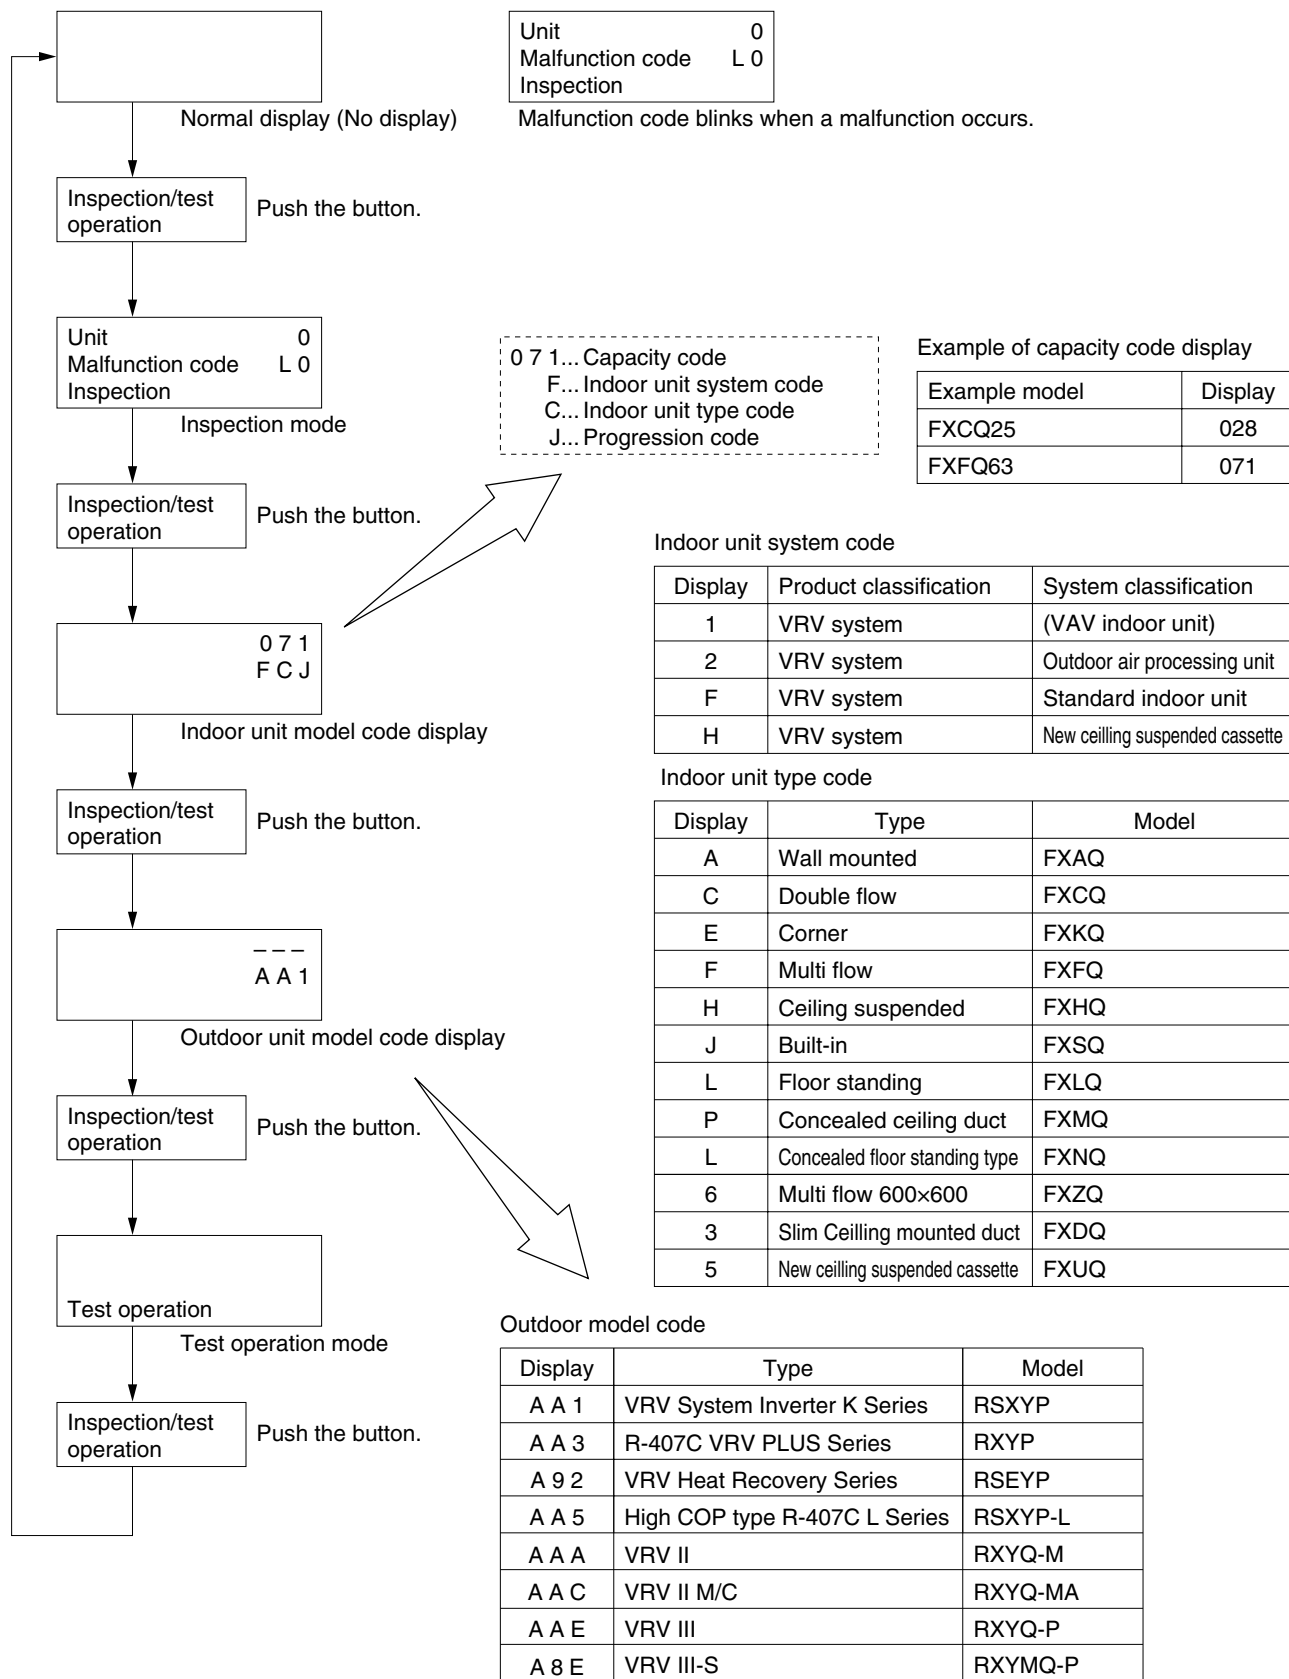 Unit 0
Malfunction code L 0
Inspection
Normal display (No display)
Malfunction code blinks when a malfunction occurs.
Inspection/test
operation
Push the button.
Unit 0
Malfunction code L 0
Inspection
Inspection mode
0 7 1... Capacity code
F... Indoor unit system code
C... Indoor unit type code
J... Progression code
Example of capacity code display
Example model Display
FXCQ25 028
FXFQ63 071
Inspection/test
operation
Push the button.
0 7 1
F C J
Indoor unit model code display
Indoor unit system code
Display Product classification System classification
1 VRV system (VAV indoor unit)
2 VRV system Outdoor air processing unit
F VRV system Standard indoor unit
H VRV system New ceilling suspended cassette
Inspection/test
operation
Push the button.
Indoor unit type code
Display Type Model
A Wall mounted FXAQ
C Double flow FXCQ
E Corner FXKQ
F Multi flow FXFQ
H Ceiling suspended FXHQ
J Built-in FXSQ
L Floor standing FXLQ
P Concealed ceiling duct FXMQ
L Concealed floor standing type FXNQ
6 Multi flow 600×600 FXZQ
3 Slim Ceilling mounted duct FXDQ
5 New ceilling suspended cassette FXUQ
– – –
A A 1
Outdoor unit model code display
Inspection/test
operation
Push the button.
Test operation
Test operation mode
Inspection/test
operation
Push the button.
Outdoor model code
Display Type Model
A A 1 VRV System Inverter K Series RSXYP
A A 3 R-407C VRV PLUS Series RXYP
A 9 2 VRV Heat Recovery Series RSEYP
A A 5 High COP type R-407C L Series RSXYP-L
A A A VRV II RXYQ-M
A A C VRV II M/C RXYQ-MA
A A E VRV III RXYQ-P
A 8 E VRV III-S RXYMQ-P